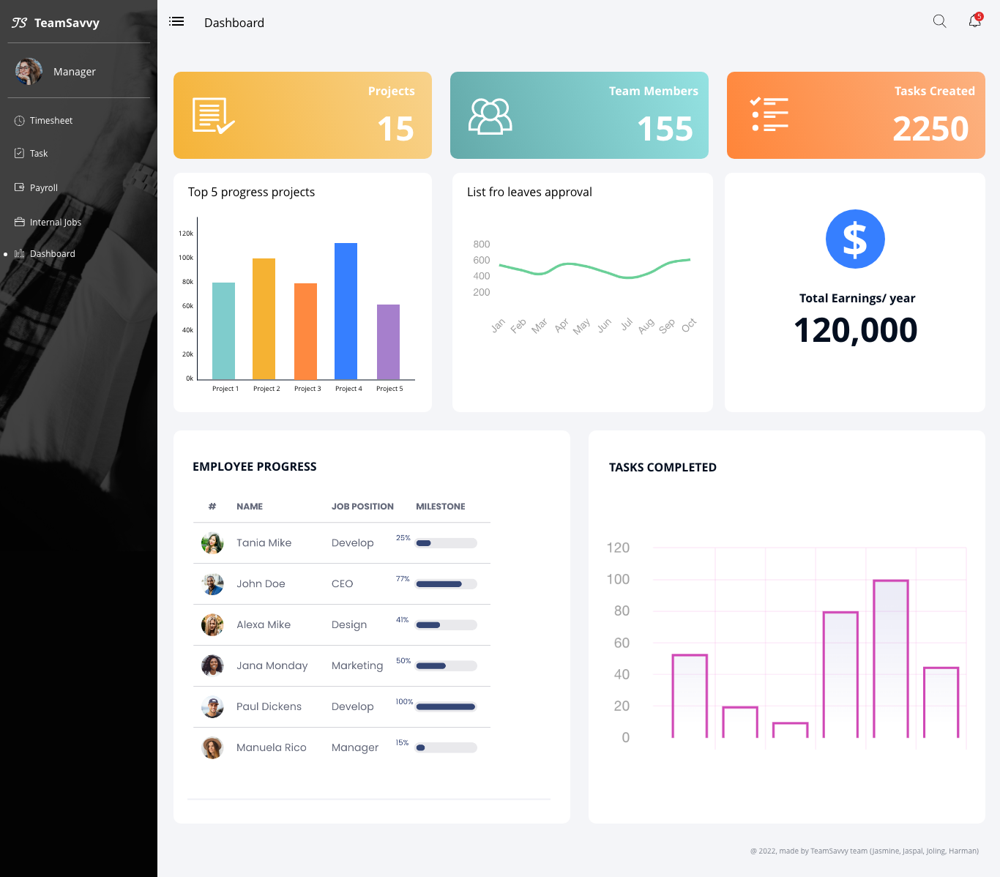 TS TeamSavvy
Manager
Timesheet
Task
Payroll
Internal Jobs
Dashboard
Dashboard
5
Projects
15
Team Members
155
Tasks Created
2250
Top 5 progress projects
120k
100k
80k
60k
40k
20k
0k
Project 1 Project 2 Project 3 Project 4 Project 5
List fro leaves approval
800
600
400
200
Jan Feb Mar Apr May Jun Jul Aug Sep Oct
$
Total Earnings/ year
120,000
EMPLOYEE PROGRESS
# NAME JOB POSITION MILESTONE
Tania Mike Develop 25%
John Doe CEO 77%
Alexa Mike Design 41%
Jana Monday Marketing 50%
Paul Dickens Develop 100%
Manuela Rico Manager 15%
TASKS COMPLETED
120
100
80
60
40
20
0
@ 2022, made by TeamSavvy team (Jasmine, Jaspal, Joling, Harman)